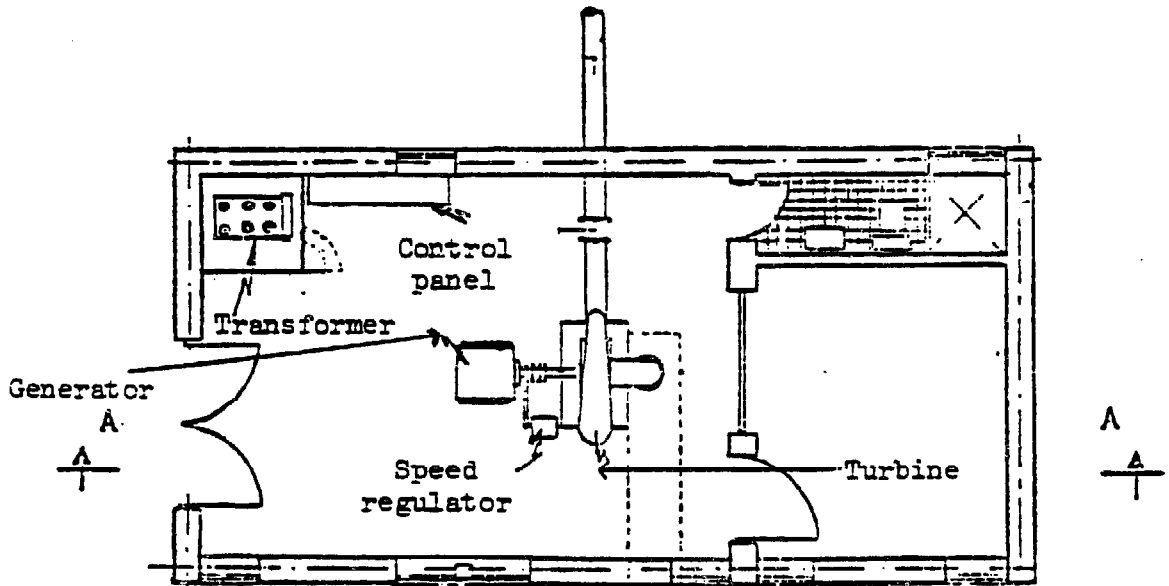 Control
panel
Transformer
Generator
A
A
A
A
Speed
regulator
Turbine